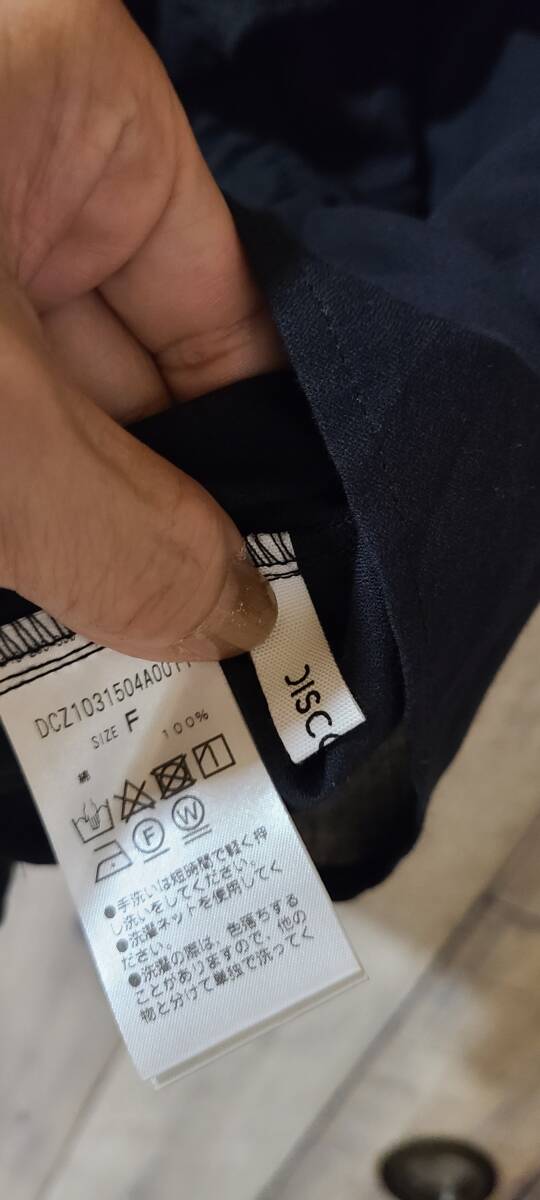 DCZ1031504A001
SIZE F
綿 100%
F W
●手洗いは短時間で軽く押
し洗いをしてください。
●洗濯ネットを使用してく
ださい。
●洗濯の際は、色落ちする
ことがありますので、他の
物と分けて単独で洗ってく
DISC